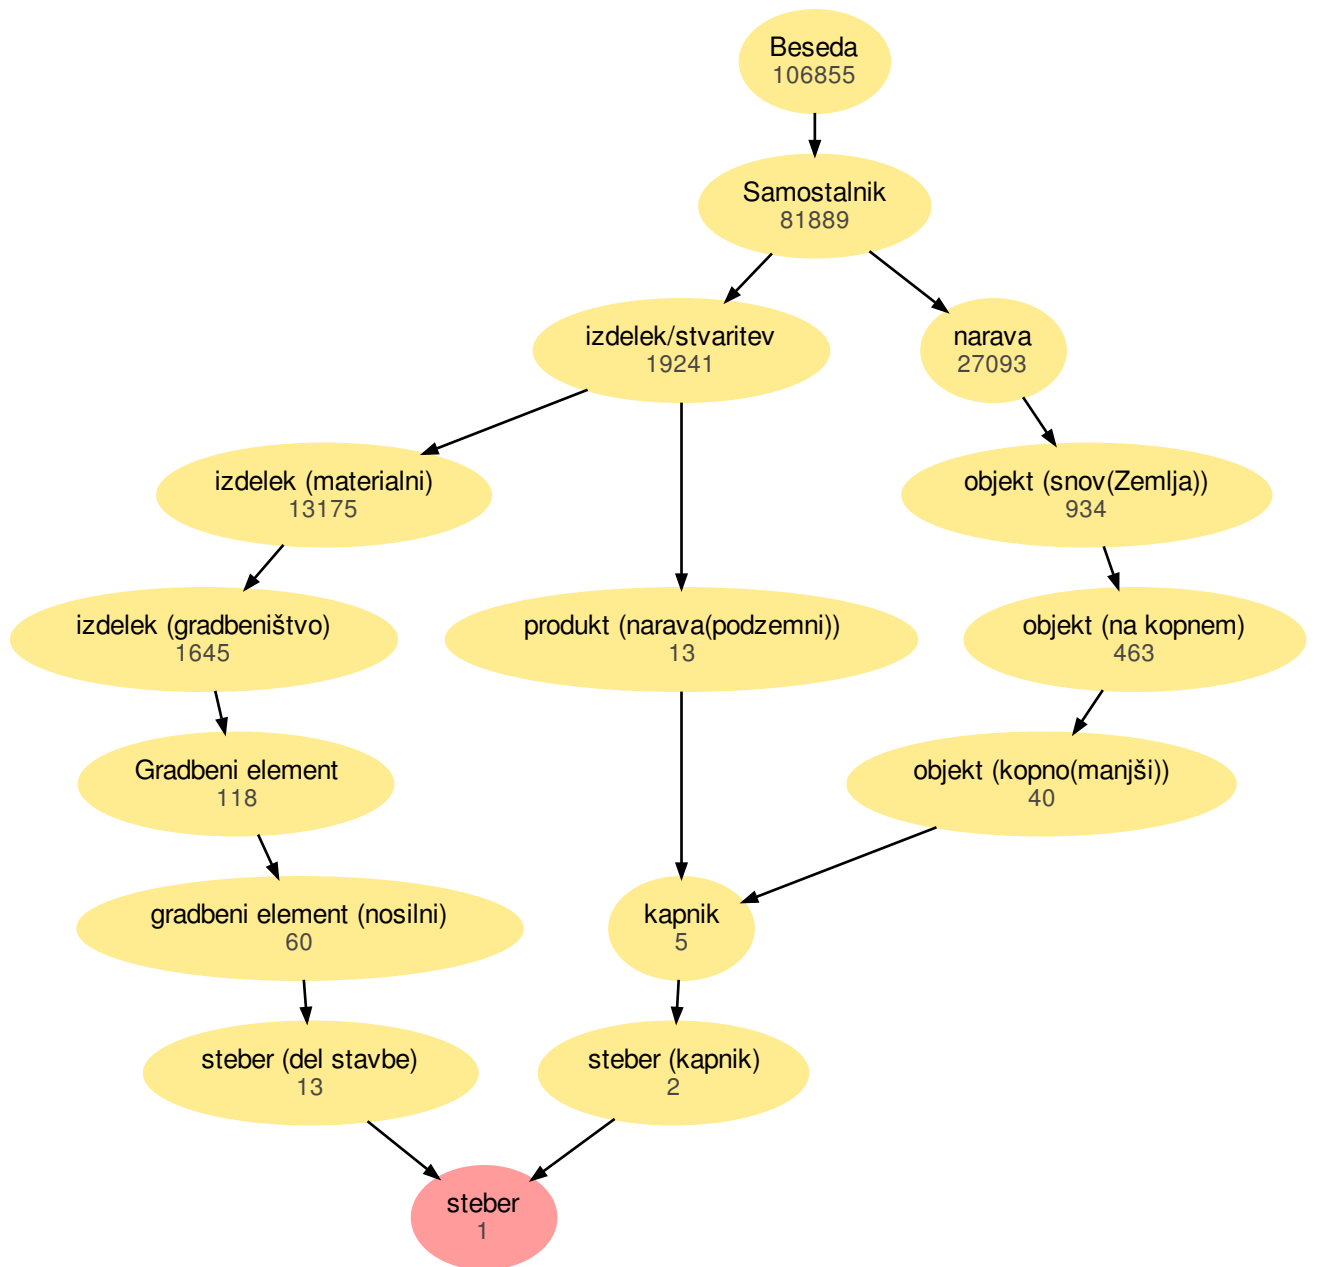 Beseda
106855
Samostalnik
81889
izdelek/stvaritev
19241
narava
27093
izdelek (materialni)
13175
objekt (snov(Zemlja))
934
izdelek (gradbeništvo)
1645
produkt (narava(podzemni))
13
objekt (na kopnem)
463
Gradbeni element
118
objekt (kopno(manjši))
40
gradbeni element (nosilni)
60
kapnik
5
steber (del stavbe)
13
steber (kapnik)
2
steber
1